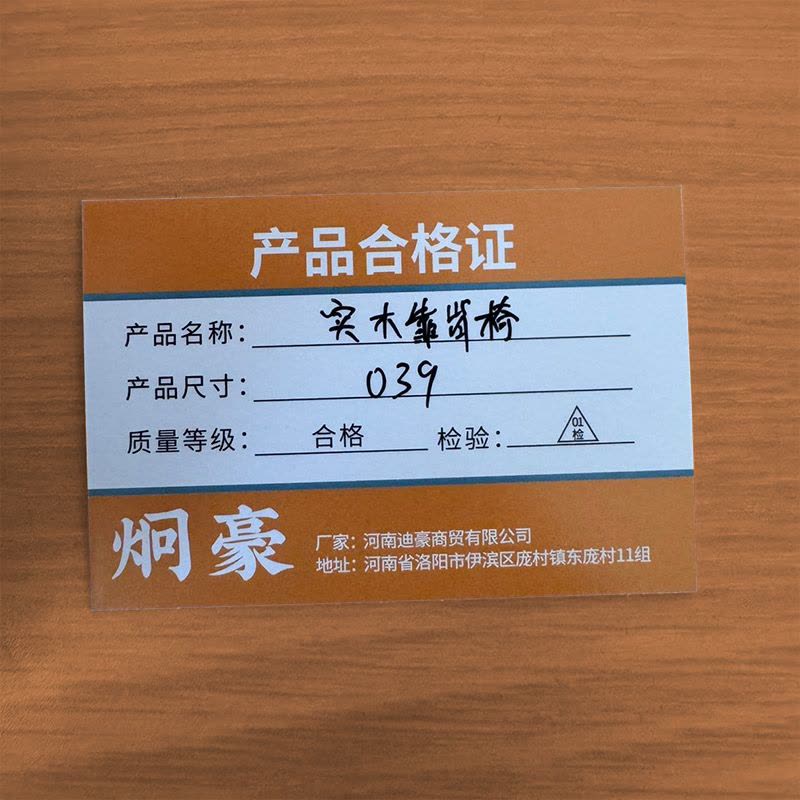 产品合格证
产品名称：实木靠背椅
产品尺寸：039
质量等级：合格 检验：01检
炯豪
厂家：河南迪豪商贸有限公司
地址：河南省洛阳市伊滨区庞村镇东庞村11组